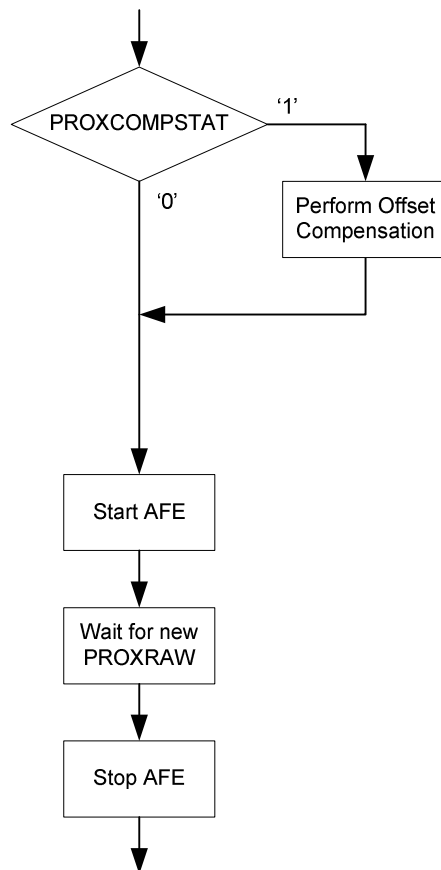 PROXCOMPSTAT
‘1’
‘0’
Perform Offset
Compensation
Start AFE
Wait for new
PROXRAW
Stop AFE